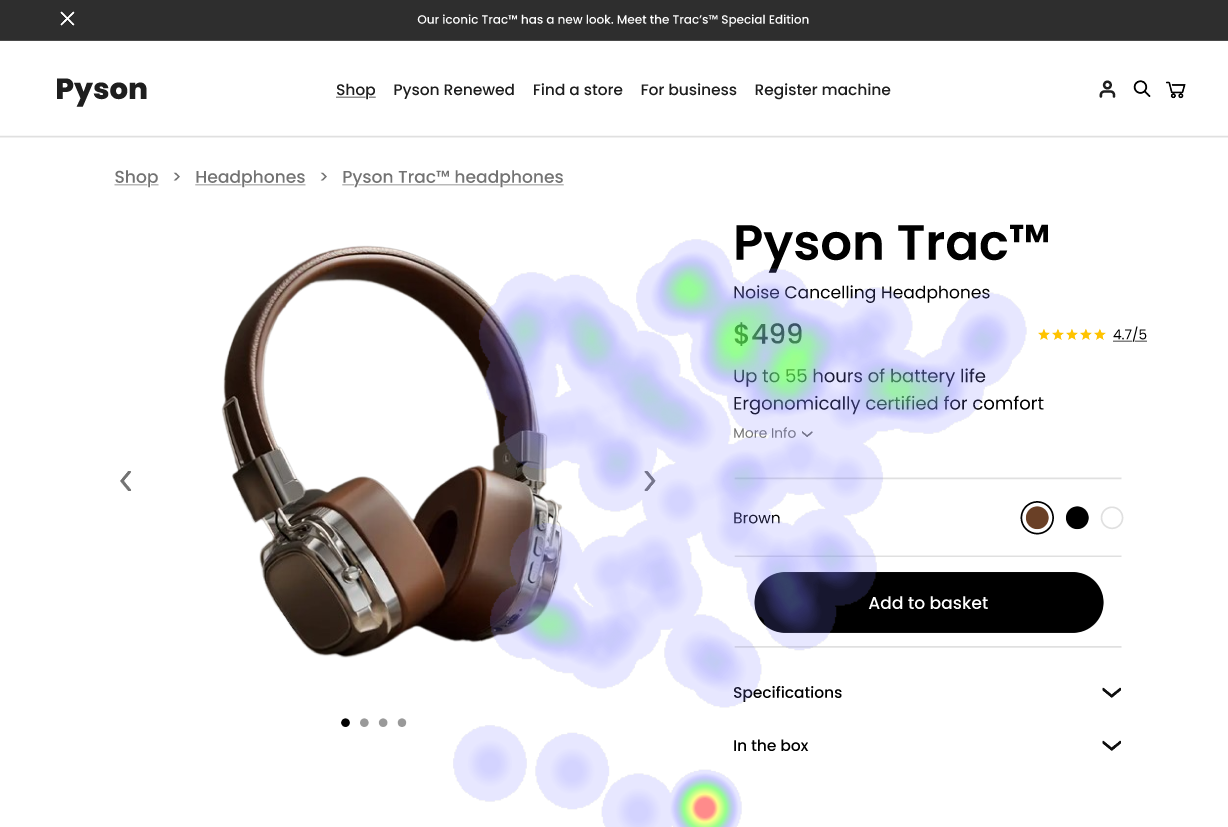 Our iconic Trac™ has a new look. Meet the Trac's™ Special Edition
Pyson
Shop Pyson Renewed Find a store For business Register machine
Shop > Headphones > Pyson Trac™ headphones
Pyson Trac™
Noise Cancelling Headphones
$499
4.7/5
Up to 55 hours of battery life
Ergonomically certified for comfort
More Info
Brown
Add to basket
Specifications
In the box